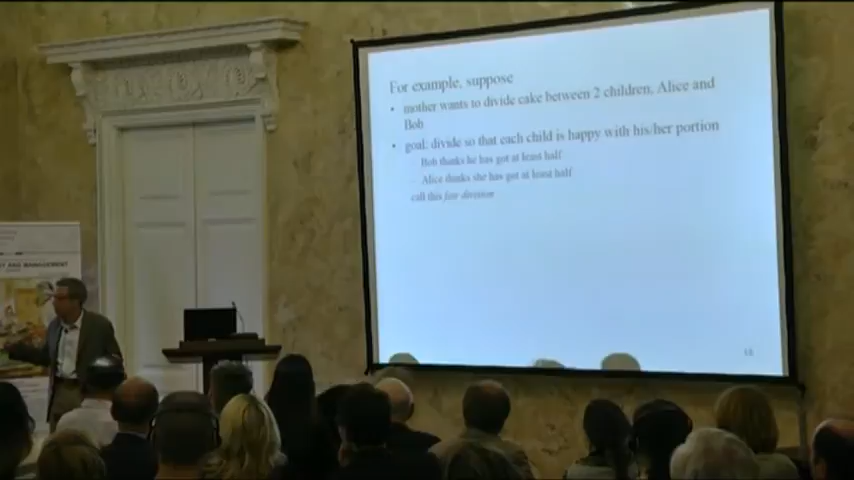 For example, suppose
• mother wants to divide cake between 2 children, Alice and
Bob
• goal: divide so that each child is happy with his/her portion
Bob thinks he has got at least half
– Alice thinks she has got at least half
call this fair division
18
AND MANAGEMENT